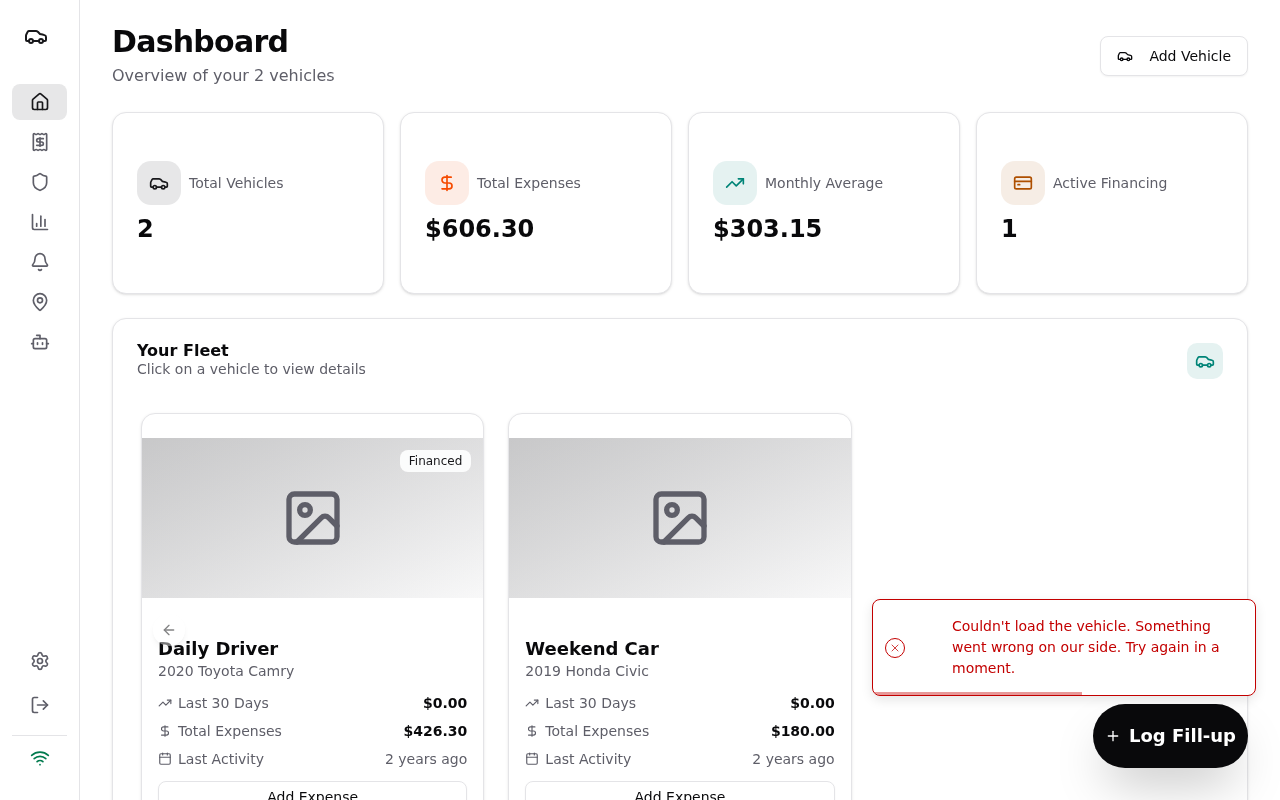 Dashboard
Overview of your 2 vehicles
Add Vehicle
Total Vehicles
2
Total Expenses
$606.30
Monthly Average
$303.15
Active Financing
1
Your Fleet
Click on a vehicle to view details
Financed
Daily Driver
2020 Toyota Camry
Last 30 Days $0.00
Total Expenses $426.30
Last Activity 2 years ago
Add Expense
Weekend Car
2019 Honda Civic
Last 30 Days $0.00
Total Expenses $180.00
Last Activity 2 years ago
Add Expense
Couldn't load the vehicle. Something
went wrong on our side. Try again in a
moment.
Log Fill-up